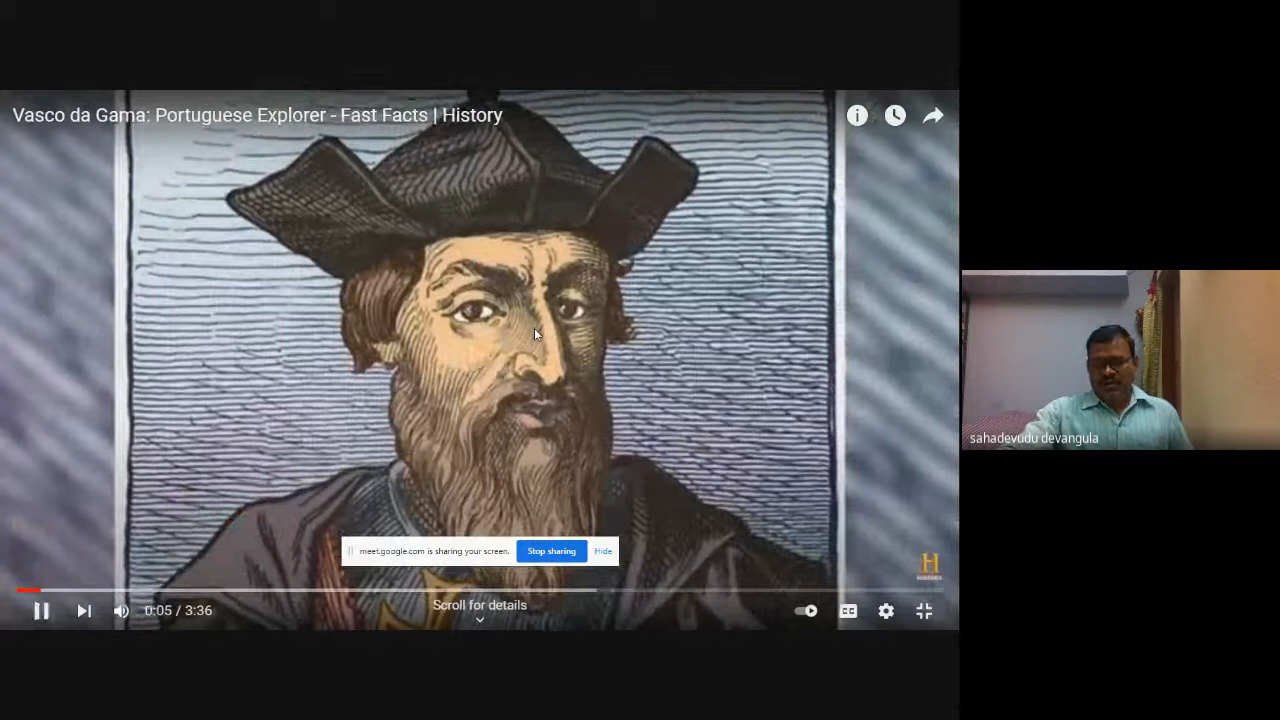 Vasco da Gama: Portuguese Explorer - Fast Facts | History
sahadevudu devangula
meet.google.com is sharing your screen.
Stop sharing
Hide
H
0:05 / 3:36
Scroll for details
CC